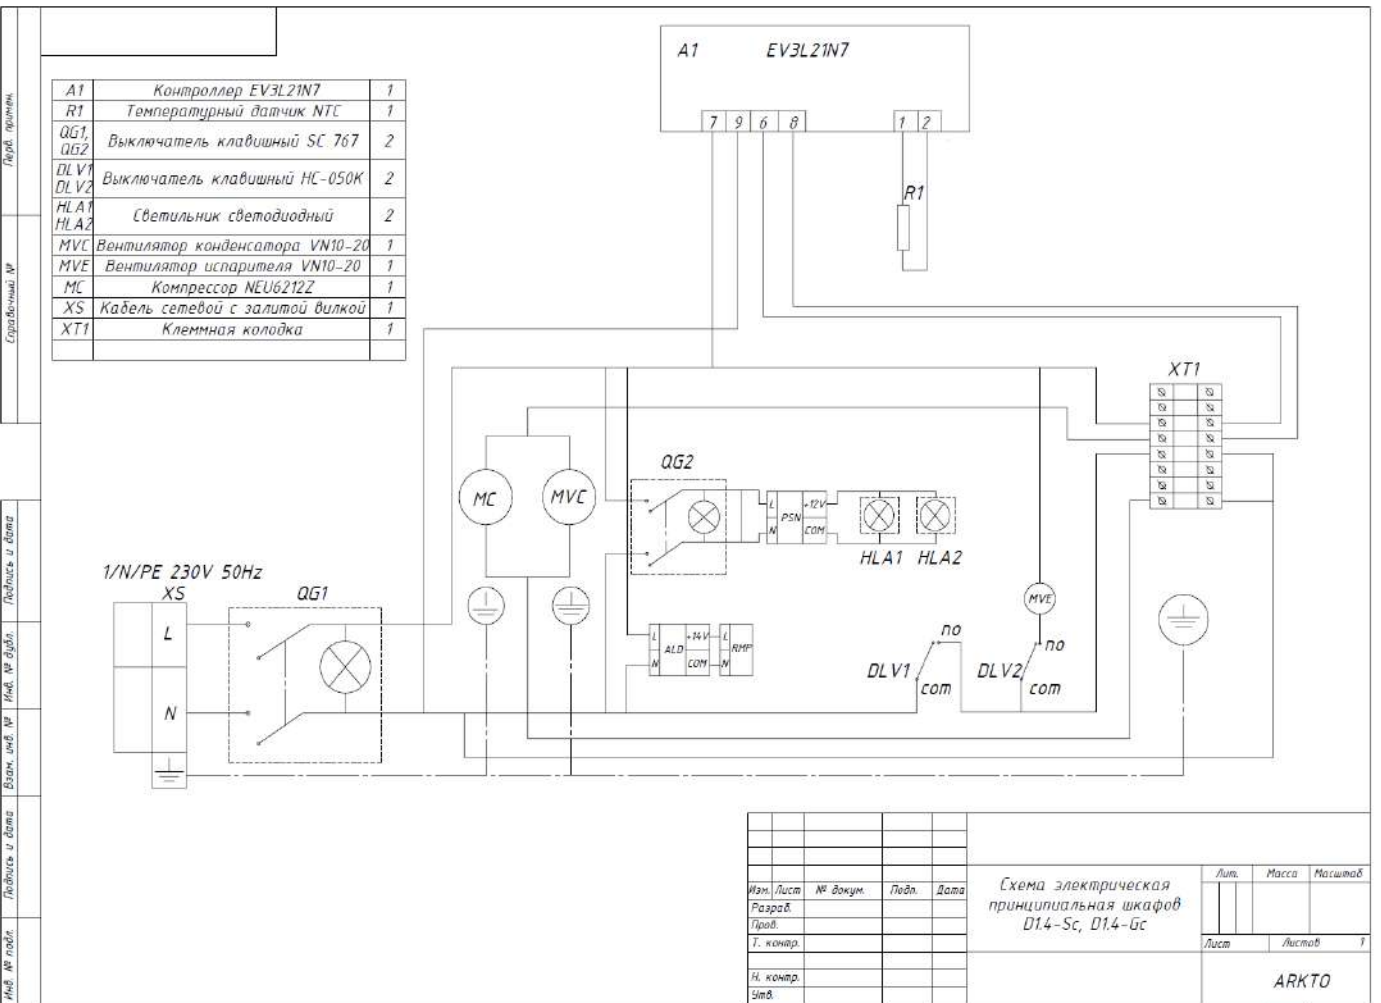 Перв. примен.
Справочный №
Подпись и дата
Инв. № дубл.
Взам. инв. №
Подпись и дата
Инв. № подл.
A1 Контроллер EV3L21N7 1
R1 Температурный датчик NTC 1
QG1, QG2 Выключатель клавишный SC 767 2
DLV1 DLV2 Выключатель клавишный НС-050К 2
HLA1 HLA2 Светильник светодиодный 2
MVC Вентилятор конденсатора VN10-20 1
MVE Вентилятор испарителя VN10-20 1
MC Компрессор NEU6212Z 1
XS Кабель сетевой с залитой вилкой 1
XT1 Клеммная колодка 1
A1 EV3L21N7
7 9 6 8 1 2
R1
XT1
MC MVC
QG2
L N PSN +12V COM
HLA1 HLA2
1/N/PE 230V 50Hz
XS
L
N
QG1
L N ALD +14V COM L N RMP
MVE
DLV1 no com
DLV2 no com
Изм. Лист № докум. Подп. Дата
Разраб.
Пров.
Т. контр.
Н. контр.
Утв.
Схема электрическая
принципиальная шкафов
D1.4-Sc, D1.4-Gc
Лит. Масса Масштаб
Лист Листов 1
ARKTO